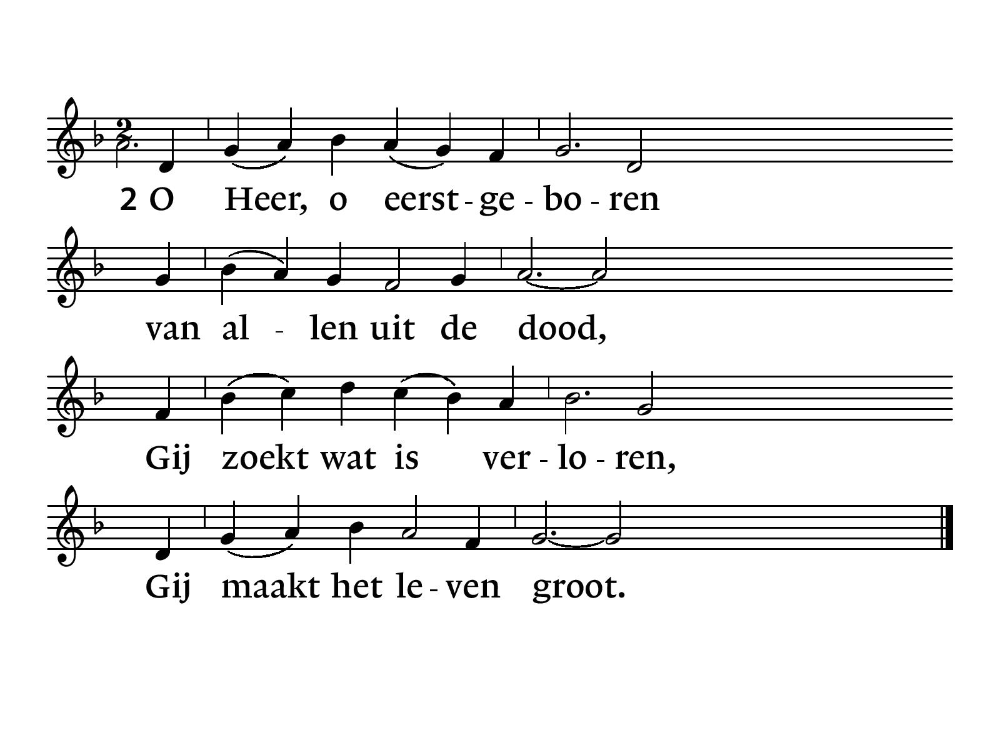 2 O Heer, o eerst - ge - bo - ren
van al - len uit de dood,
Gij zoekt wat is ver - lo - ren,
Gij maakt het le - ven groot.